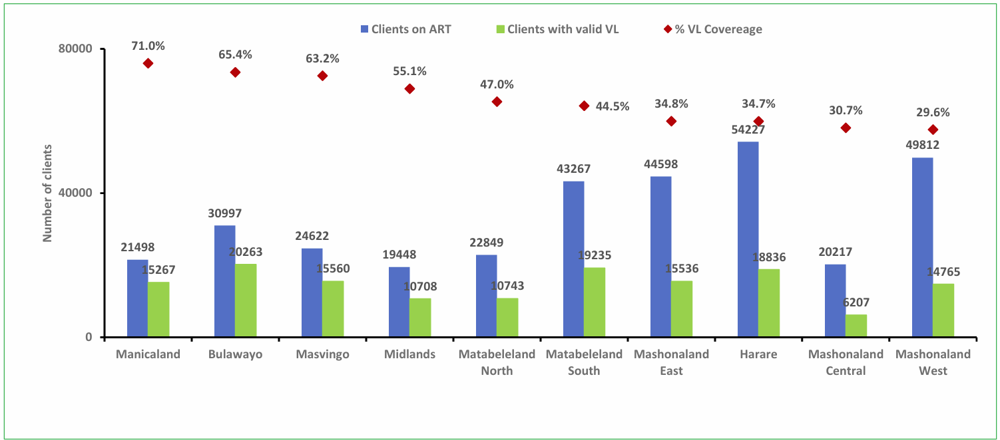 Clients on ART
Clients with valid VL
% VL Covereage
80000
40000
0
Number of clients
71.0%
65.4%
63.2%
55.1%
47.0%
44.5%
34.8%
34.7%
30.7%
29.6%
21498
15267
30997
20263
24622
15560
19448
10708
22849
10743
43267
19235
44598
15536
54227
18836
20217
6207
49812
14765
Manicaland
Bulawayo
Masvingo
Midlands
Matabeleland
North
Matabeleland
South
Mashonaland
East
Harare
Mashonaland
Central
Mashonaland
West